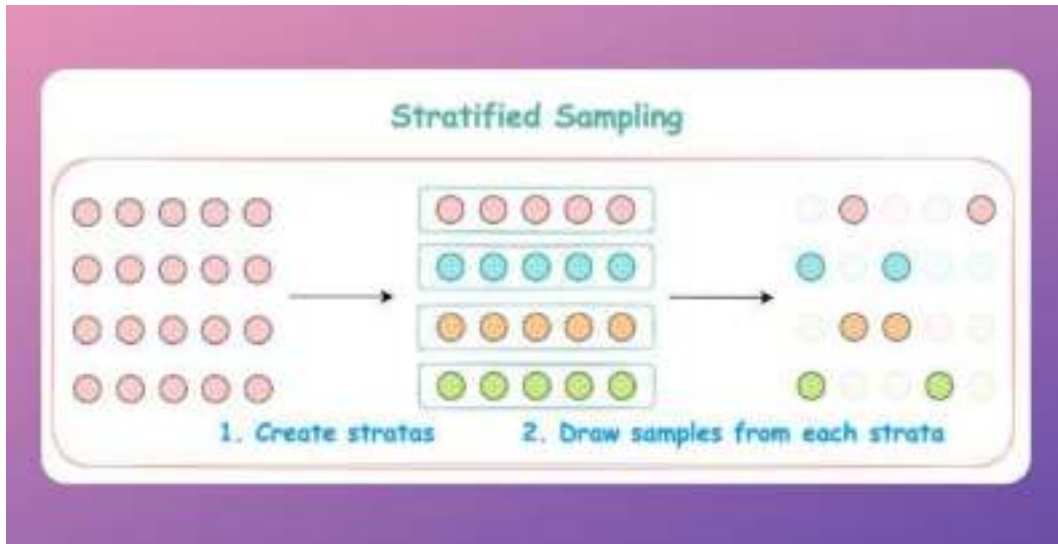 Stratified Sampling
1. Create stratas
2. Draw samples from each strata